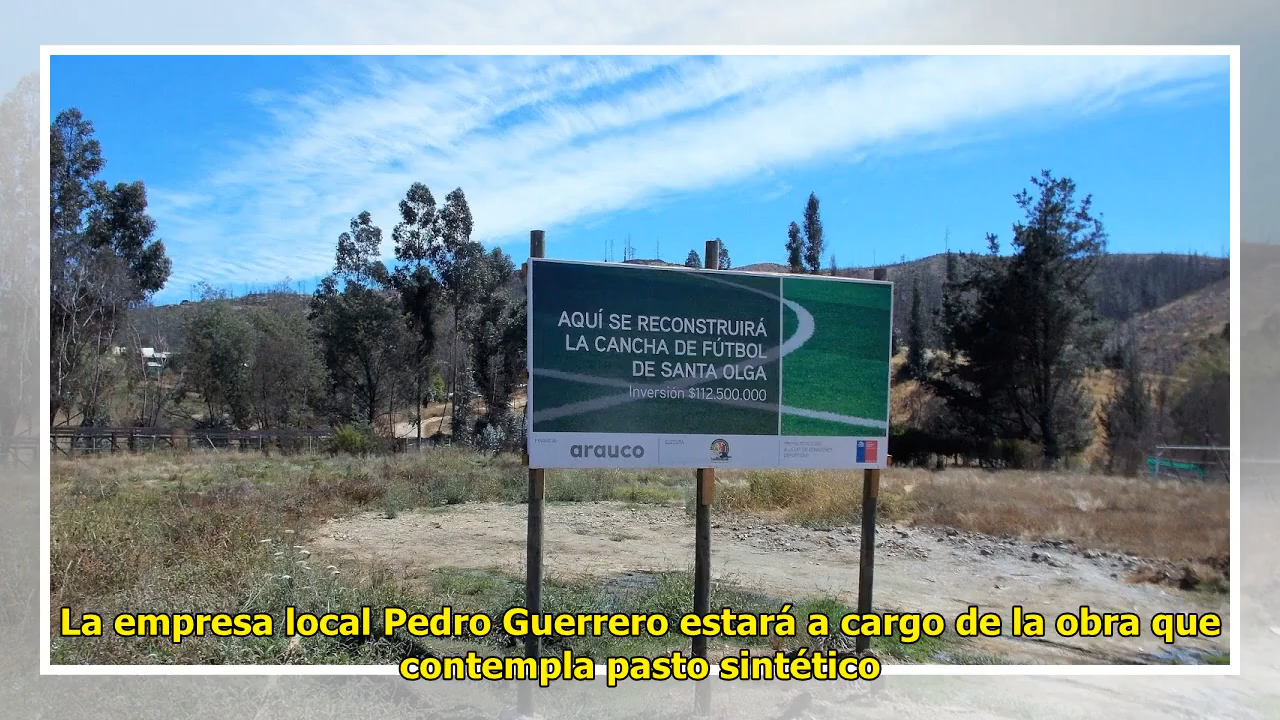 AQUÍ SE RECONSTRUIRÁ
LA CANCHA DE FÚTBOL
DE SANTA OLGA
Inversión $112.500.000
arauco
La empresa local Pedro Guerrero estará a cargo de la obra que
contempla pasto sintético